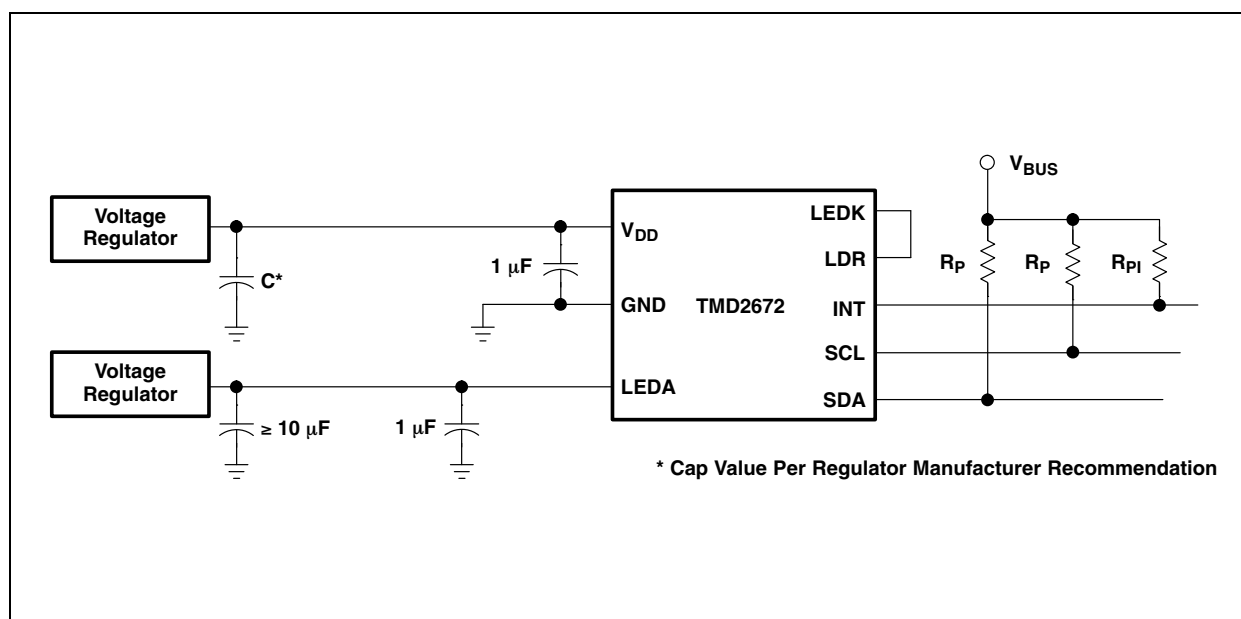 V_BUS
Voltage
Regulator
V_DD
LEDK
C*
1 μF
LDR
R_P
R_P
R_PI
GND
TMD2672
INT
SCL
Voltage
Regulator
LEDA
SDA
≥ 10 μF
1 μF
* Cap Value Per Regulator Manufacturer Recommendation